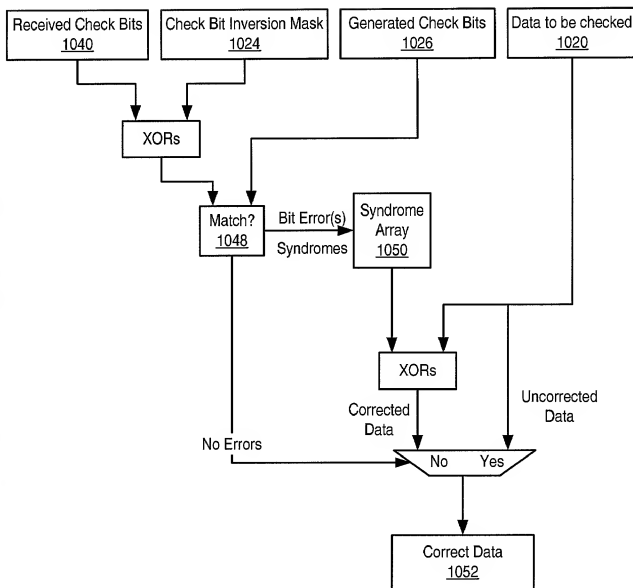 Received Check Bits
1040
Check Bit Inversion Mask
1024
Generated Check Bits
1026
Data to be checked
1020
XORs
Match?
1048
Bit Error(s)
Syndromes
Syndrome
Array
1050
XORs
Corrected
Data
Uncorrected
Data
No Errors
No Yes
Correct Data
1052